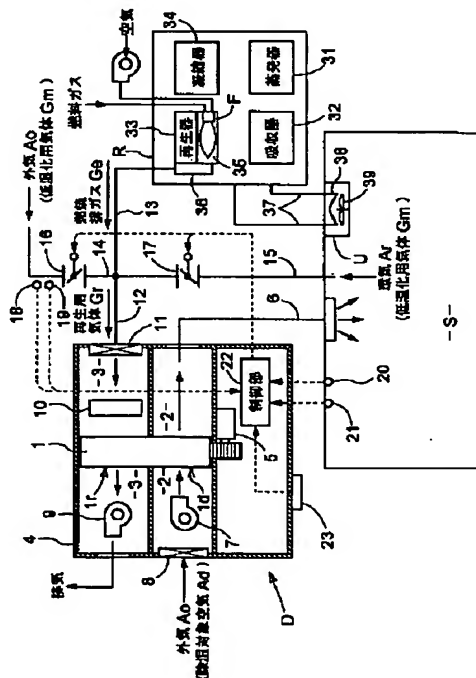 空気
外気 Ao
(低温化用気体 Gm)
燃料ガス
34
凝縮器
蒸発器
31
33
再生器
R
F
35
吸収器
32
36
燃焼排ガス Ge
13
16
14
17
18
19
再生用気体 Gr
12
11
15
37
38
39
U
6
還気 Ar
(低温化用気体 Gm)
-S-
4
9
1
10
-3-
-3-
1r
-2-
-2-
1d
22
制御部
5
7
8
20
21
23
D
排気
外気 Ao
(除湿対象空気 Ad)